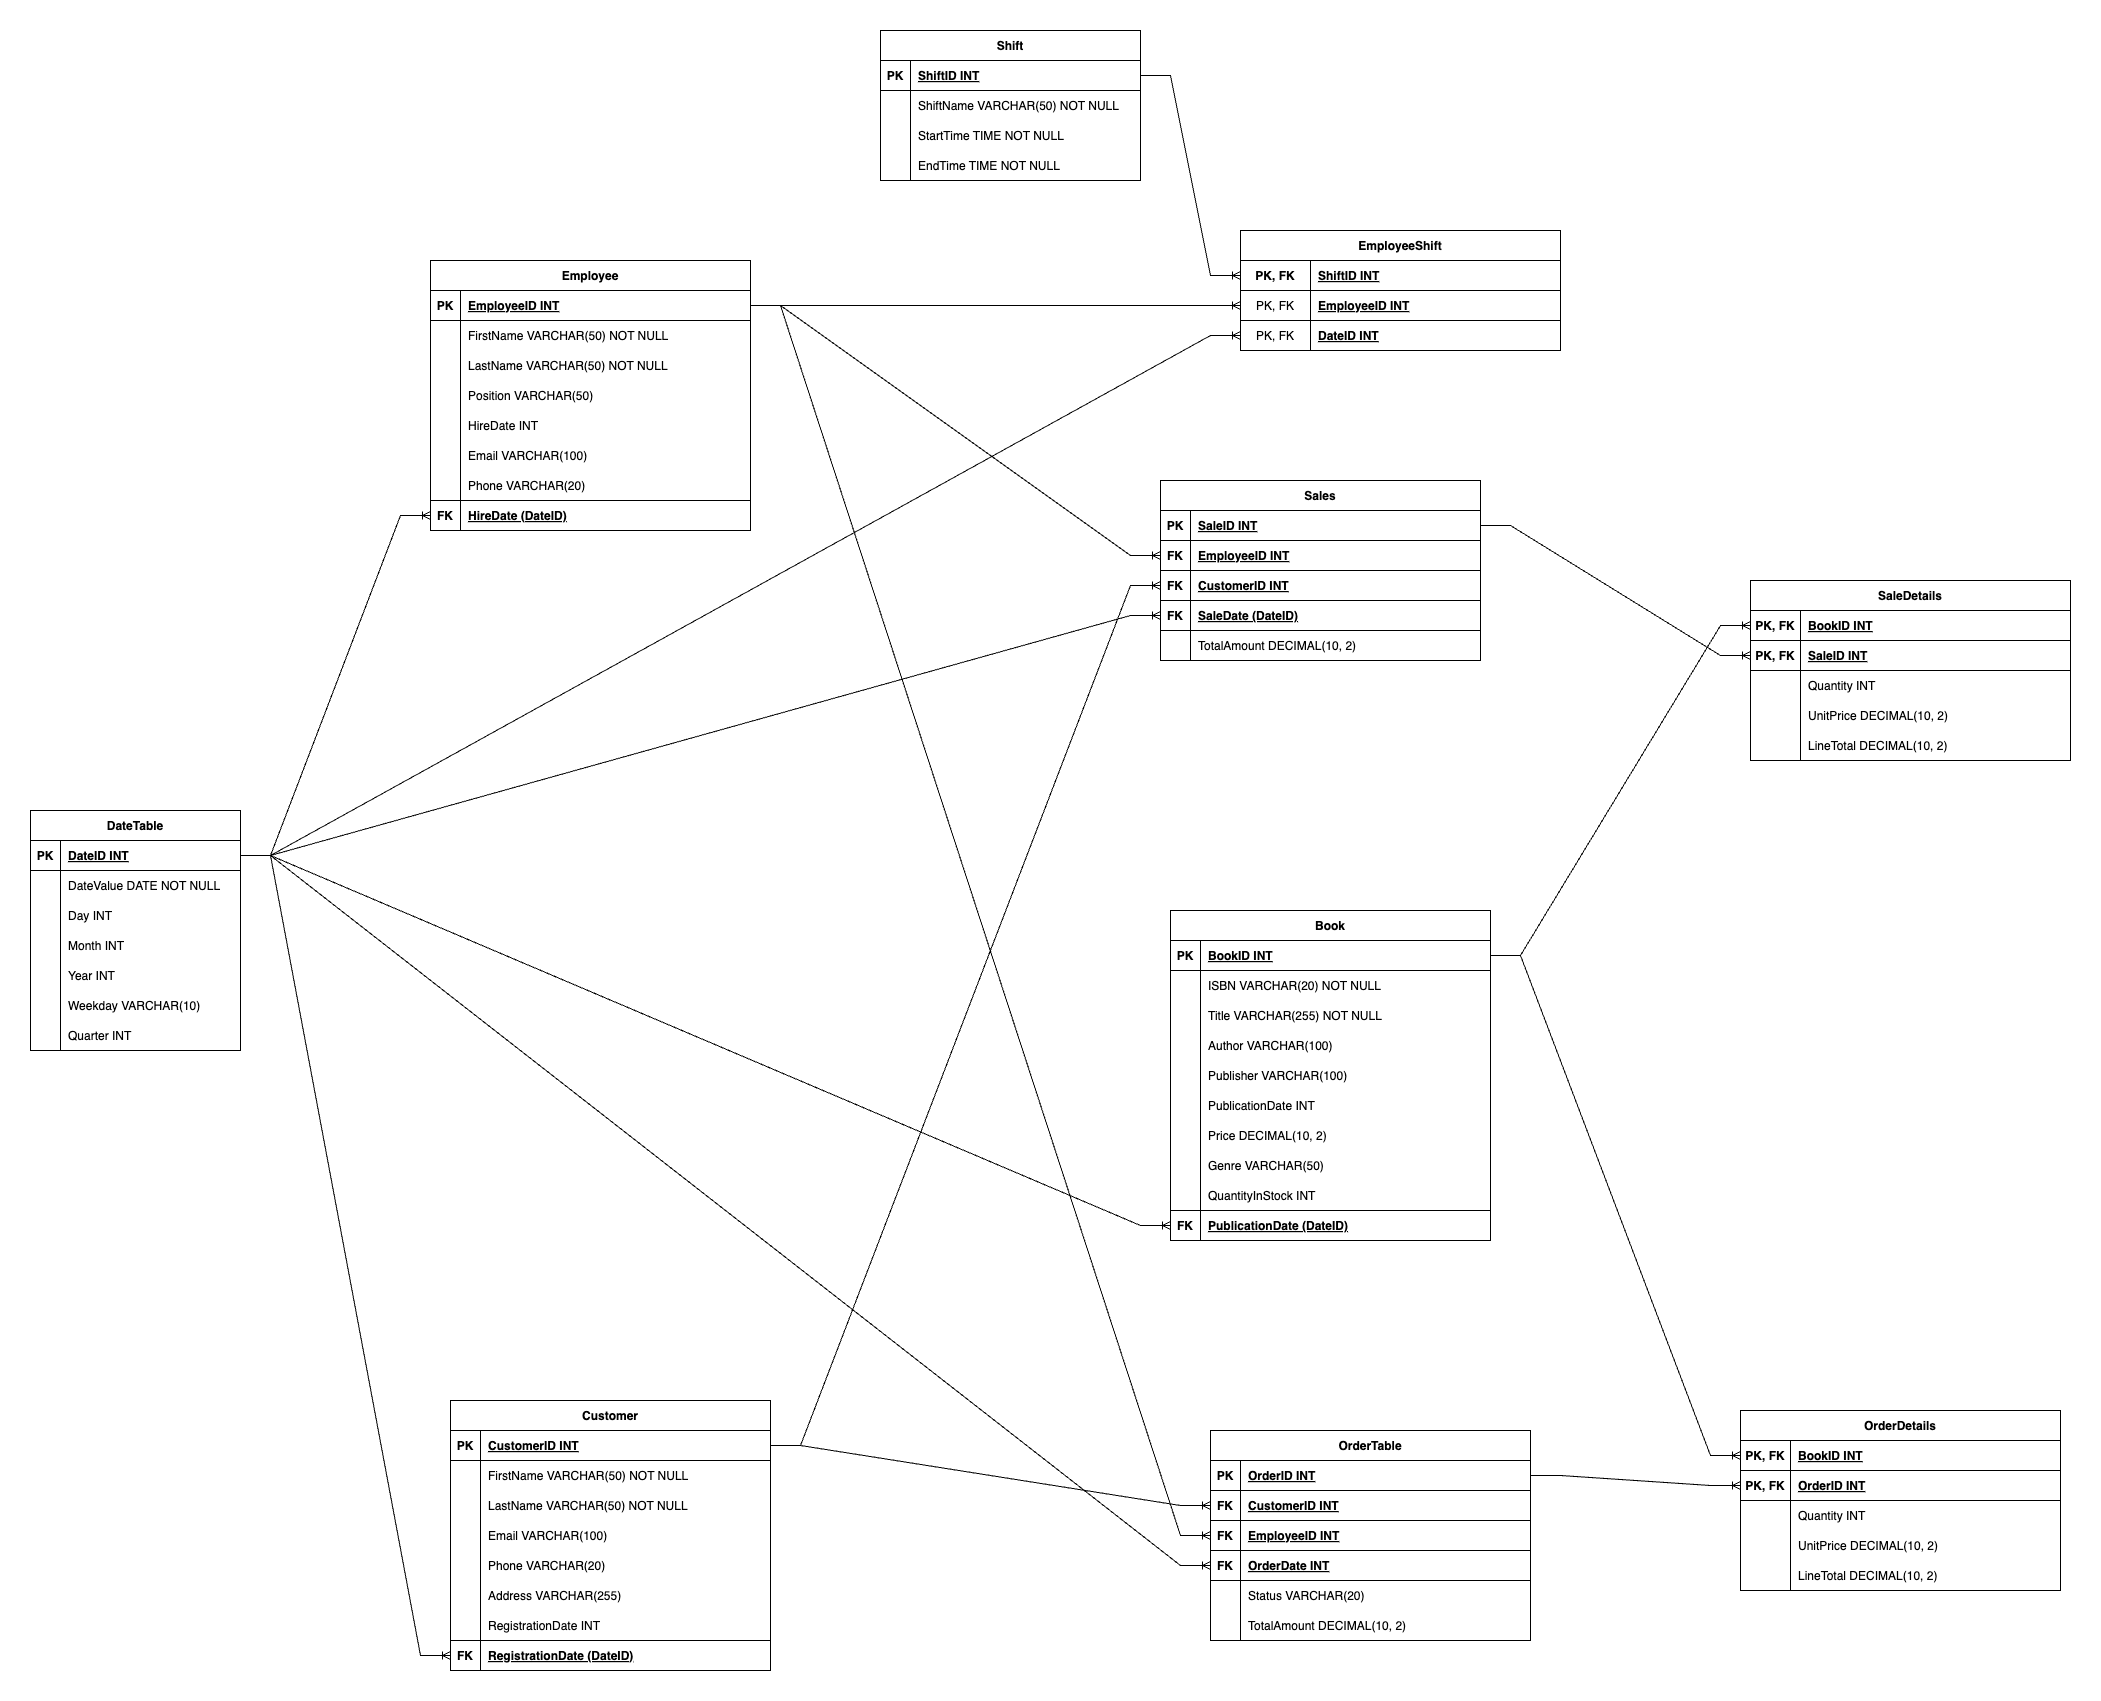 Shift
PK ShiftID INT
ShiftName VARCHAR(50) NOT NULL
StartTime TIME NOT NULL
EndTime TIME NOT NULL
EmployeeShift
PK, FK ShiftID INT
PK, FK EmployeeID INT
PK, FK DateID INT
Employee
PK EmployeeID INT
FirstName VARCHAR(50) NOT NULL
LastName VARCHAR(50) NOT NULL
Position VARCHAR(50)
HireDate INT
Email VARCHAR(100)
Phone VARCHAR(20)
FK HireDate (DateID)
Sales
PK SaleID INT
FK EmployeeID INT
FK CustomerID INT
FK SaleDate (DateID)
TotalAmount DECIMAL(10, 2)
SaleDetails
PK, FK BookID INT
PK, FK SaleID INT
Quantity INT
UnitPrice DECIMAL(10, 2)
LineTotal DECIMAL(10, 2)
DateTable
PK DateID INT
DateValue DATE NOT NULL
Day INT
Month INT
Year INT
Weekday VARCHAR(10)
Quarter INT
Book
PK BookID INT
ISBN VARCHAR(20) NOT NULL
Title VARCHAR(255) NOT NULL
Author VARCHAR(100)
Publisher VARCHAR(100)
PublicationDate INT
Price DECIMAL(10, 2)
Genre VARCHAR(50)
QuantityInStock INT
FK PublicationDate (DateID)
Customer
PK CustomerID INT
FirstName VARCHAR(50) NOT NULL
LastName VARCHAR(50) NOT NULL
Email VARCHAR(100)
Phone VARCHAR(20)
Address VARCHAR(255)
RegistrationDate INT
FK RegistrationDate (DateID)
OrderTable
PK OrderID INT
FK CustomerID INT
FK EmployeeID INT
FK OrderDate INT
Status VARCHAR(20)
TotalAmount DECIMAL(10, 2)
OrderDetails
PK, FK BookID INT
PK, FK OrderID INT
Quantity INT
UnitPrice DECIMAL(10, 2)
LineTotal DECIMAL(10, 2)